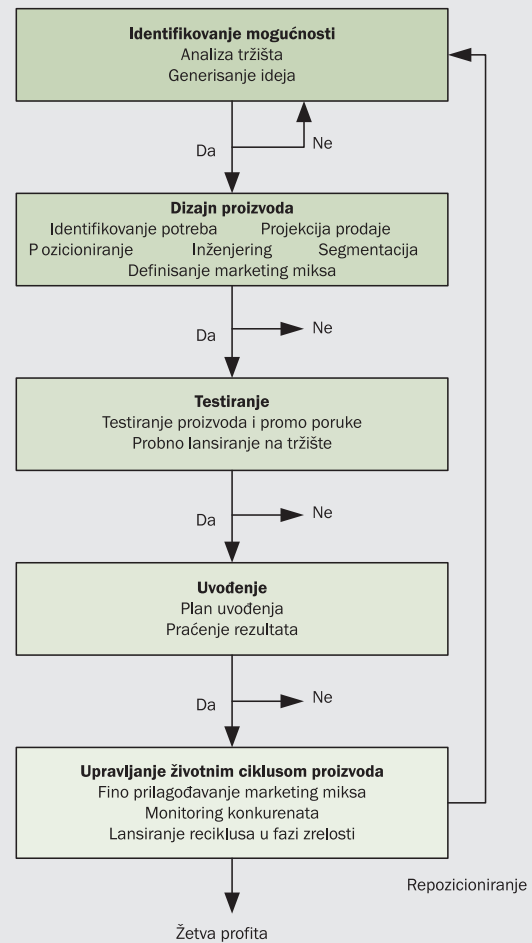 Identifikovanje mogućnosti
Analiza tržišta
Generisanje ideja
Da
Ne
Dizajn proizvoda
Identifikovanje potreba Projekcija prodaje
P ozicioniranje Inženjering Segmentacija
Definisanje marketing miksa
Da
Ne
Testiranje
Testiranje proizvoda i promo poruke
Probno lansiranje na tržište
Da
Ne
Uvođenje
Plan uvođenja
Praćenje rezultata
Da
Ne
Upravljanje životnim ciklusom proizvoda
Fino prilagođavanje marketing miksa
Monitoring konkurenata
Lansiranje reciklusa u fazi zrelosti
Repozicioniranje
Žetva profita